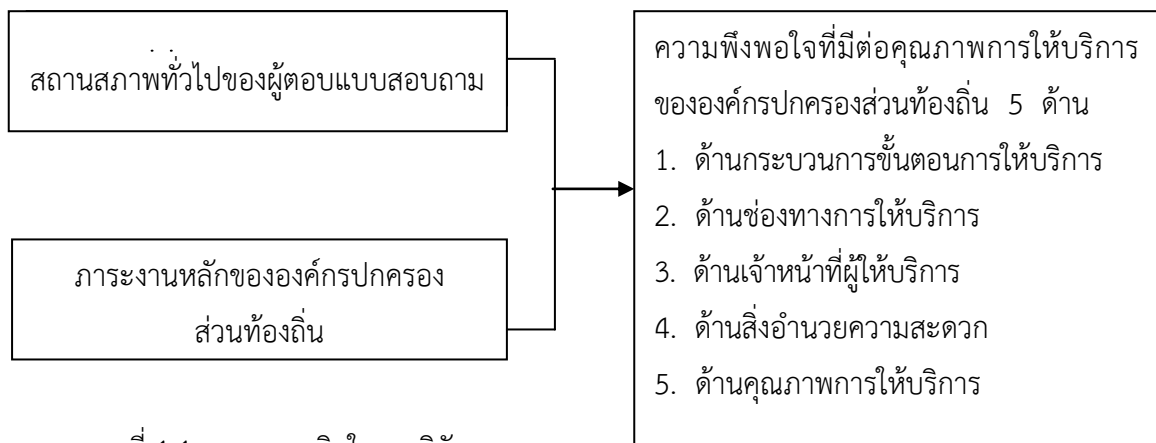 สถานสภาพทั่วไปของผู้ตอบแบบสอบถาม
ภาระงานหลักขององค์กรปกครอง
ส่วนท้องถิ่น
ความพึงพอใจที่มีต่อคุณภาพการให้บริการ
ขององค์กรปกครองส่วนท้องถิ่น 5 ด้าน
1. ด้านกระบวนการขั้นตอนการให้บริการ
2. ด้านช่องทางการให้บริการ
3. ด้านเจ้าหน้าที่ผู้ให้บริการ
4. ด้านสิ่งอำนวยความสะดวก
5. ด้านคุณภาพการให้บริการ